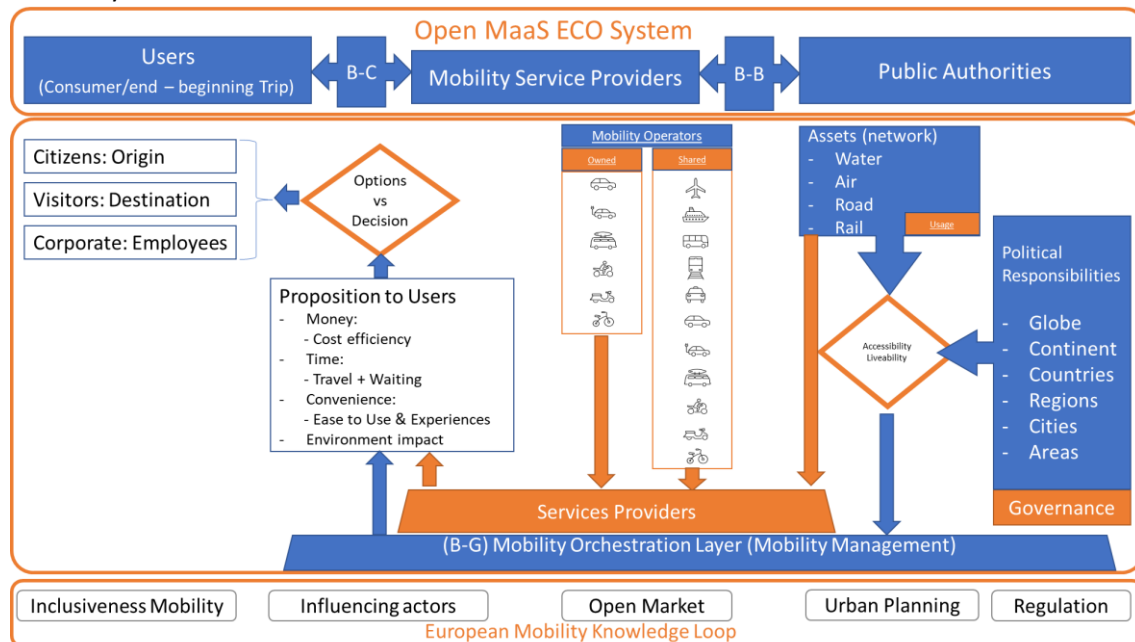 Open MaaS ECO System
Users
(Consumer/end – beginning Trip)
B-C
Mobility Service Providers
B-B
Public Authorities
Citizens: Origin
Visitors: Destination
Corporate: Employees
Options
vs
Decision
Proposition to Users
- Money:
- Cost efficiency
- Time:
- Travel + Waiting
- Convenience:
- Ease to Use & Experiences
- Environment impact
Mobility Operators
Owned
Shared
Assets (network)
- Water
- Air
- Road
- Rail
Usage
Accessibility
Liveability
Political
Responsibilities
- Globe
- Continent
- Countries
- Regions
- Cities
- Areas
Governance
Services Providers
(B-G) Mobility Orchestration Layer (Mobility Management)
Inclusiveness Mobility
Influencing actors
Open Market
Urban Planning
Regulation
European Mobility Knowledge Loop